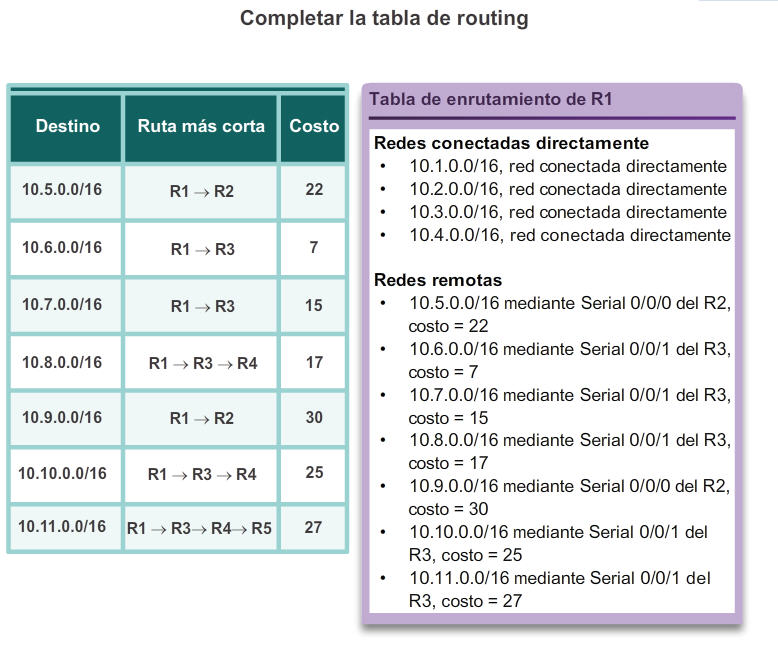 Completar la tabla de routing
Destino Ruta más corta Costo
10.5.0.0/16 R1 → R2 22
10.6.0.0/16 R1 → R3 7
10.7.0.0/16 R1 → R3 15
10.8.0.0/16 R1 → R3 → R4 17
10.9.0.0/16 R1 → R2 30
10.10.0.0/16 R1 → R3 → R4 25
10.11.0.0/16 R1 → R3→ R4→ R5 27
Tabla de enrutamiento de R1
Redes conectadas directamente
• 10.1.0.0/16, red conectada directamente
• 10.2.0.0/16, red conectada directamente
• 10.3.0.0/16, red conectada directamente
• 10.4.0.0/16, red conectada directamente
Redes remotas
• 10.5.0.0/16 mediante Serial 0/0/0 del R2,
costo = 22
• 10.6.0.0/16 mediante Serial 0/0/1 del R3,
costo = 7
• 10.7.0.0/16 mediante Serial 0/0/1 del R3,
costo = 15
• 10.8.0.0/16 mediante Serial 0/0/1 del R3,
costo = 17
• 10.9.0.0/16 mediante Serial 0/0/0 del R2,
costo = 30
• 10.10.0.0/16 mediante Serial 0/0/1 del
R3, costo = 25
• 10.11.0.0/16 mediante Serial 0/0/1 del
R3, costo = 27